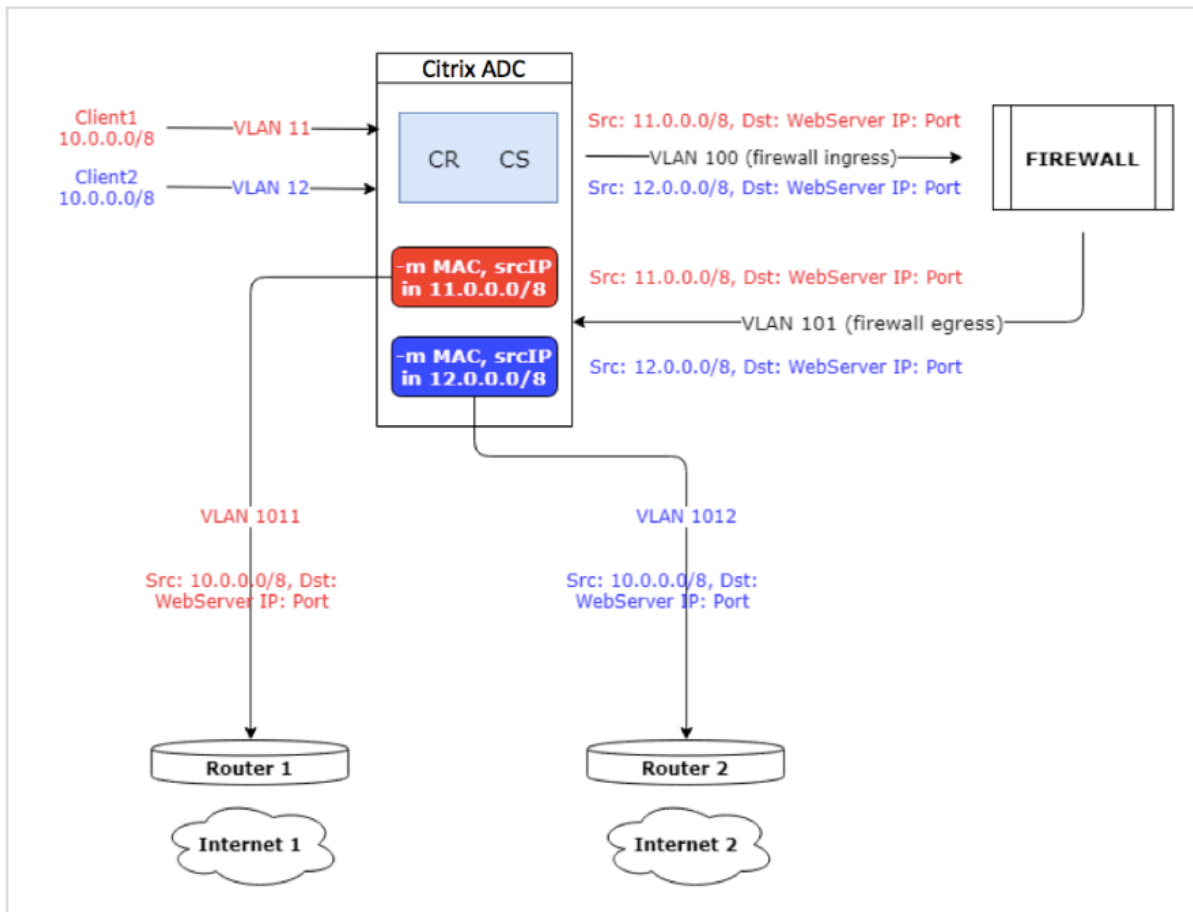 Citrix ADC
Client1
10.0.0.0/8
VLAN 11
Client2
10.0.0.0/8
VLAN 12
CR CS
Src: 11.0.0.0/8, Dst: WebServer IP: Port
VLAN 100 (firewall ingress)
Src: 12.0.0.0/8, Dst: WebServer IP: Port
FIREWALL
-m MAC, srcIP
in 11.0.0.0/8
Src: 11.0.0.0/8, Dst: WebServer IP: Port
VLAN 101 (firewall egress)
-m MAC, srcIP
in 12.0.0.0/8
Src: 12.0.0.0/8, Dst: WebServer IP: Port
VLAN 1011
VLAN 1012
Src: 10.0.0.0/8, Dst:
WebServer IP: Port
Src: 10.0.0.0/8, Dst:
WebServer IP: Port
Router 1
Router 2
Internet 1
Internet 2